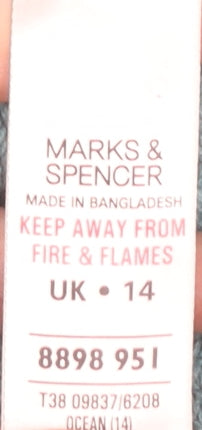 MARKS &
SPENCER
MADE IN BANGLADESH
KEEP AWAY FROM
FIRE & FLAMES
UK • 14
8898 951
T38 09837/6208
OCEAN (14)